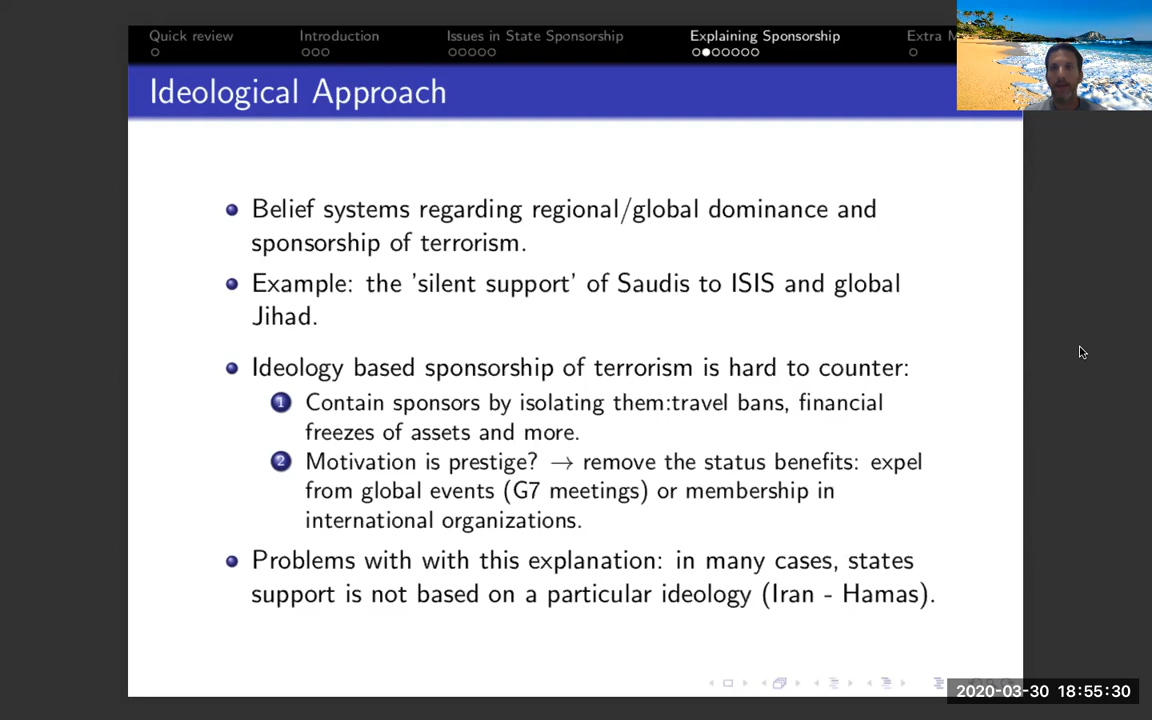 Quick review
Introduction
Issues in State Sponsorship
Explaining Sponsorship
Extra
Ideological Approach
Belief systems regarding regional/global dominance and
sponsorship of terrorism.
Example: the 'silent support' of Saudis to ISIS and global
Jihad.
Ideology based sponsorship of terrorism is hard to counter:
1 Contain sponsors by isolating them:travel bans, financial
freezes of assets and more.
2 Motivation is prestige? → remove the status benefits: expel
from global events (G7 meetings) or membership in
international organizations.
Problems with with this explanation: in many cases, states
support is not based on a particular ideology (Iran - Hamas).
2020-03-30 18:55:30